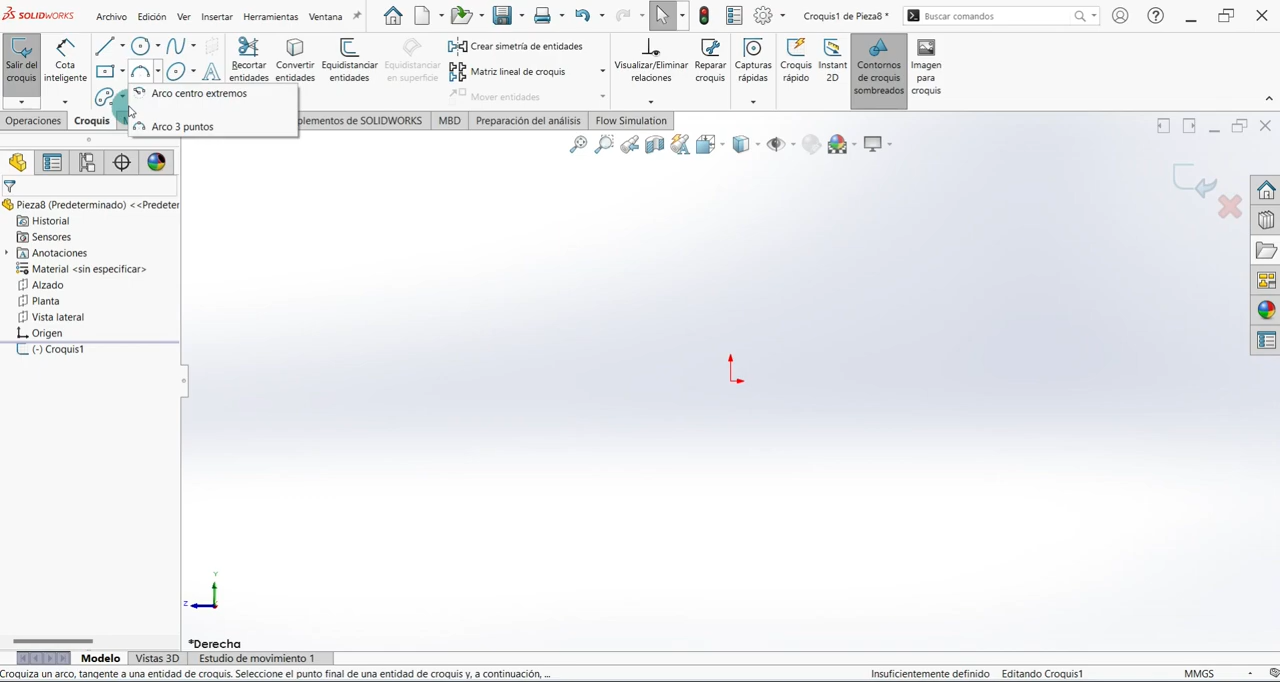 SOLIDWORKS
Archivo Edición Ver Insertar Herramientas Ventana
Croquis1 de Pieza8 *
Buscar comandos
Salir del croquis
Cota inteligente
Recortar entidades
Convertir entidades
Equidistanciar entidades
Equidistanciar en superficie
Crear simetría de entidades
Matriz lineal de croquis
Mover entidades
Visualizar/Eliminar relaciones
Reparar croquis
Capturas rápidas
Croquis rápido
Instant 2D
Contornos de croquis sombreados
Imagen para croquis
Arco centro extremos
Arco 3 puntos
Operaciones Croquis plementos de SOLIDWORKS MBD Preparación del análisis Flow Simulation
Pieza8 (Predeterminado) <<Predeter
Historial
Sensores
Anotaciones
Material <sin especificar>
Alzado
Planta
Vista lateral
Origen
(-) Croquis1
Y
Z
*Derecha
Modelo Vistas 3D Estudio de movimiento 1
Croquiza un arco, tangente a una entidad de croquis. Seleccione el punto final de una entidad de croquis y, a continuación, ...
Insuficientemente definido Editando Croquis1 MMGS